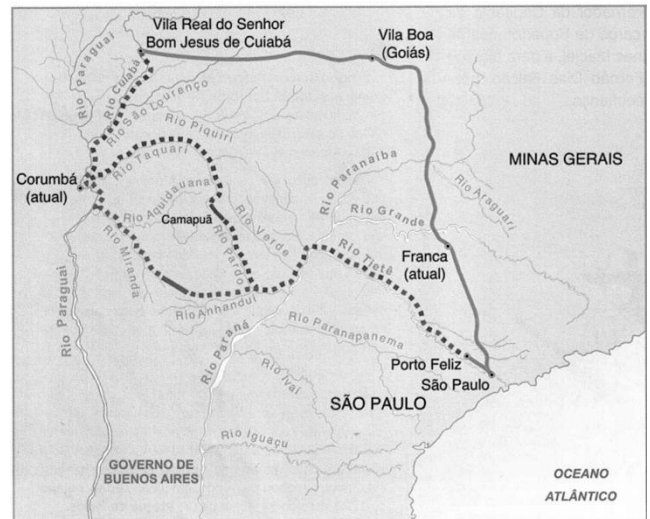 Vila Real do Senhor
Bom Jesus de Cuiabá
Vila Boa
(Goiás)
Rio Paraguai
Rio Cuiabá
Rio São Lourenço
Rio Piquiri
Rio Taquari
MINAS GERAIS
Corumbá
(atual)
Rio Aquidauana
Camapuã
Rio Verde
Rio Paranaíba
Rio Araguari
Rio Grande
Rio Pardo
Rio Miranda
Franca
(atual)
Rio Tietê
Rio Anhanduí
Rio Paraguai
Rio Paraná
Rio Paranapanema
Porto Feliz
São Paulo
Rio Ivaí
SÃO PAULO
Rio Iguaçu
GOVERNO DE
BUENOS AIRES
OCEANO
ATLÂNTICO